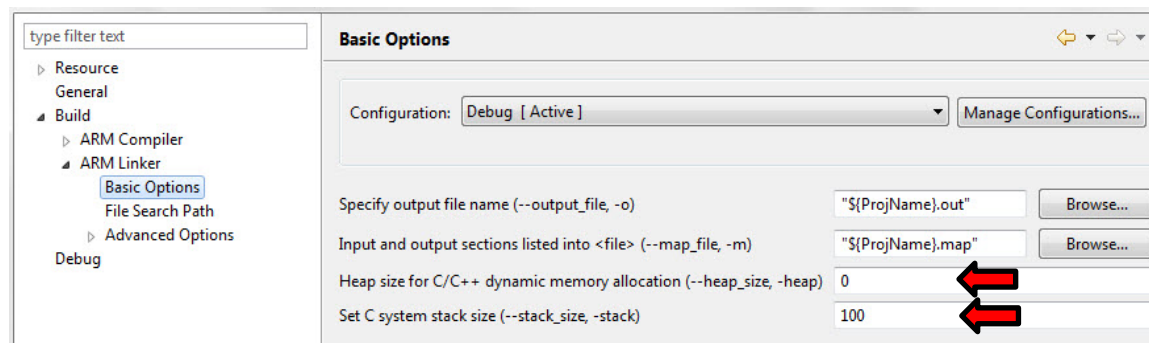 type filter text
Resource
General
Build
ARM Compiler
ARM Linker
Basic Options
File Search Path
Advanced Options
Debug
Basic Options
Configuration: Debug [ Active ] Manage Configurations...
Specify output file name (--output_file, -o) "${ProjName}.out" Browse...
Input and output sections listed into <file> (--map_file, -m) "${ProjName}.map" Browse...
Heap size for C/C++ dynamic memory allocation (--heap_size, -heap) 0
Set C system stack size (--stack_size, -stack) 100